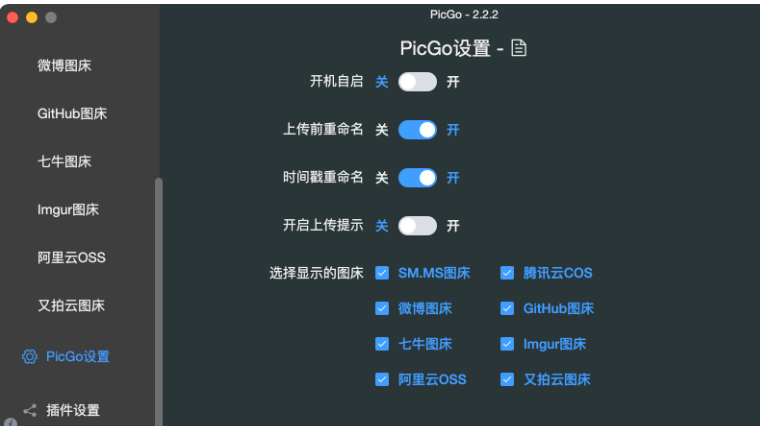 PicGo - 2.2.2
微博图床
GitHub图床
七牛图床
Imgur图床
阿里云OSS
又拍云图床
PicGo设置
插件设置
PicGo设置 -
开机自启 关 开
上传前重命名 关 开
时间戳重命名 关 开
开启上传提示 关 开
选择显示的图床 SM.MS图床 腾讯云COS
微博图床 GitHub图床
七牛图床 Imgur图床
阿里云OSS 又拍云图床